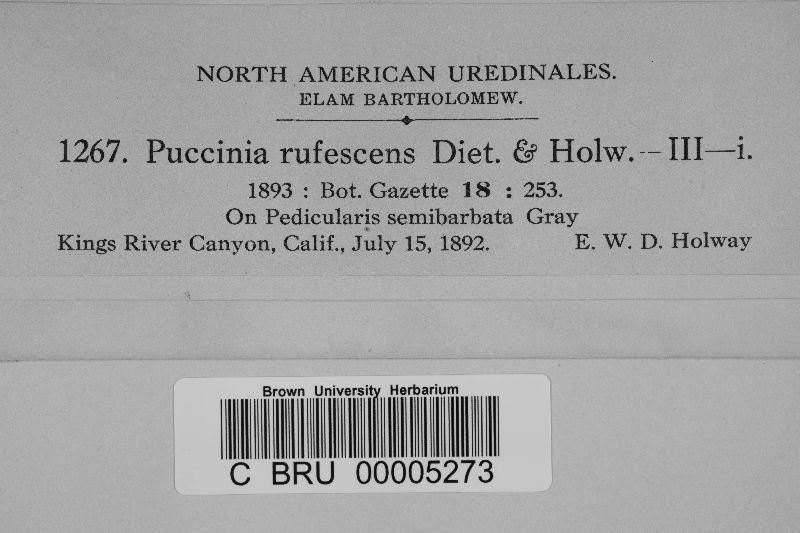 NORTH AMERICAN UREDINALES.
ELAM BARTHOLOMEW.
1267. Puccinia rufescens Diet. & Holw.--III—i.
1893 : Bot. Gazette 18 : 253.
On Pedicularis semibarbata Gray
Kings River Canyon, Calif., July 15, 1892. E. W. D. Holway
Brown University Herbarium
C BRU 00005273